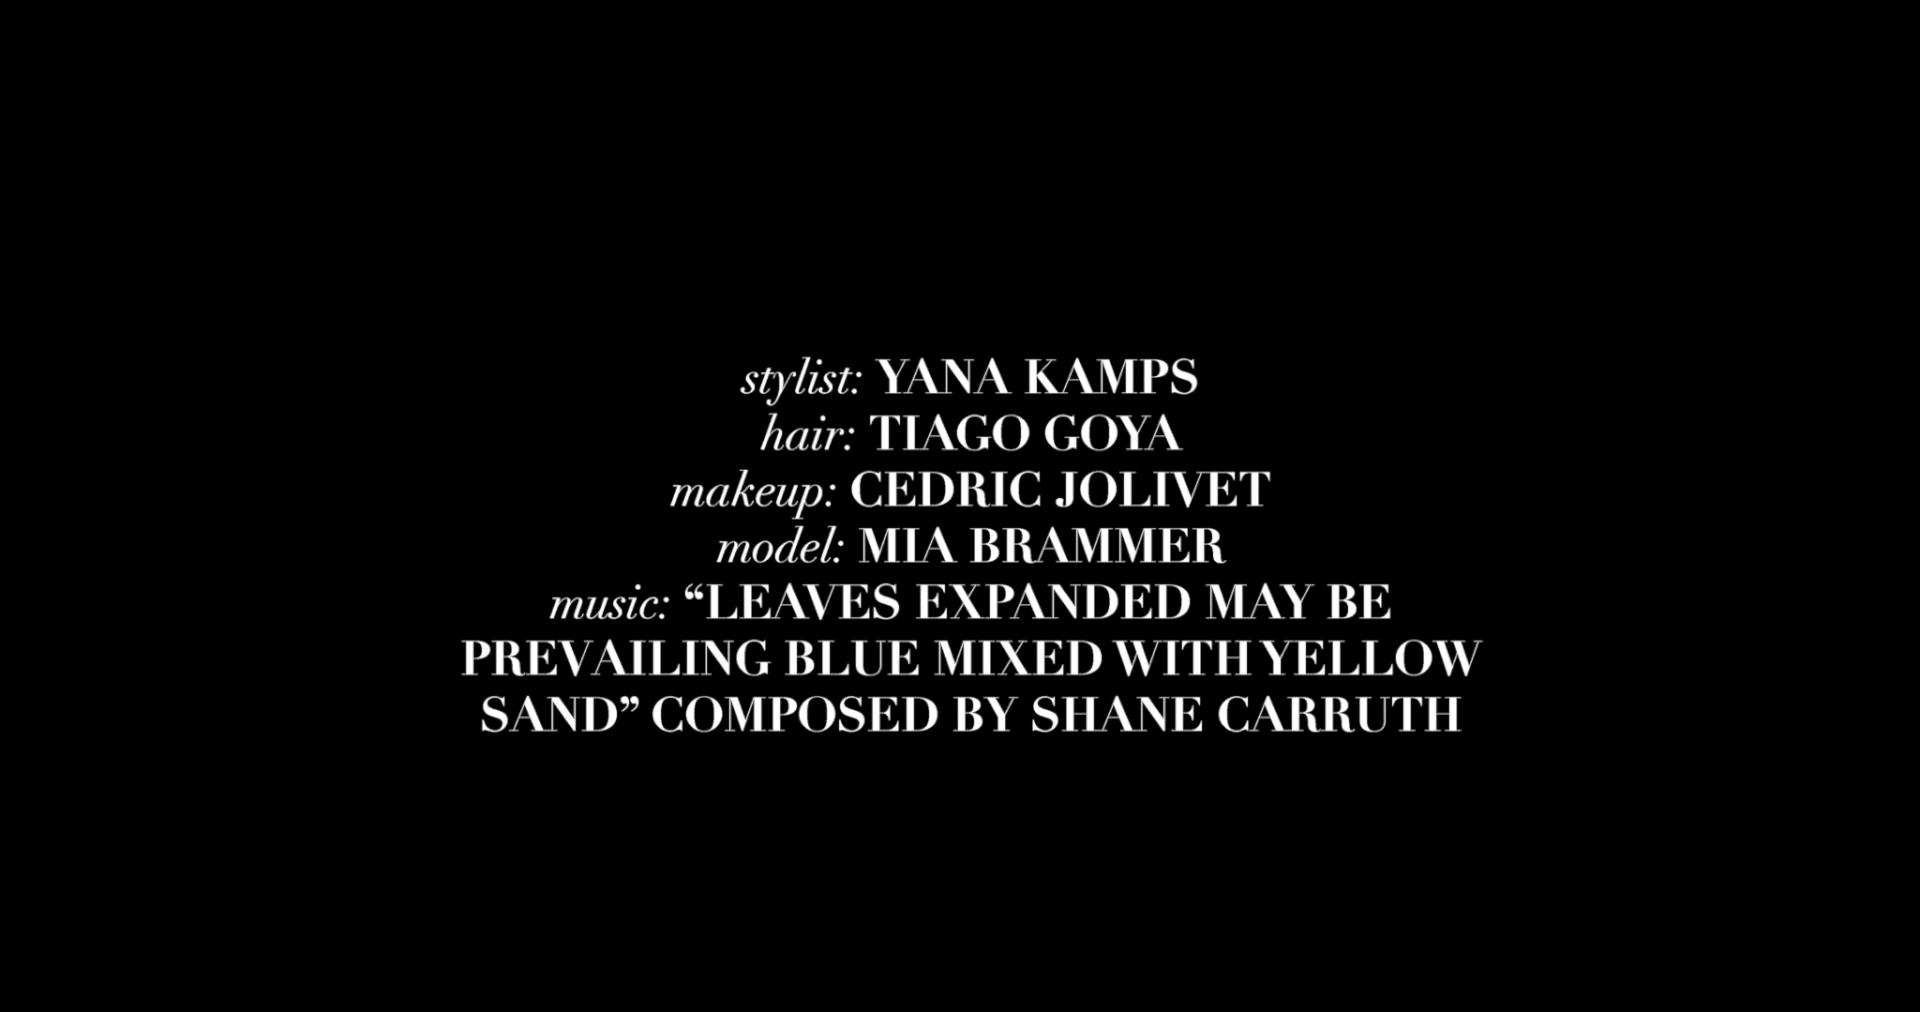 stylist: YANA KAMPS
hair: TIAGO GOYA
makeup: CEDRIC JOLIVET
model: MIA BRAMMER
music: “LEAVES EXPANDED MAY BE
PREVAILING BLUE MIXED WITH YELLOW
SAND” COMPOSED BY SHANE CARRUTH